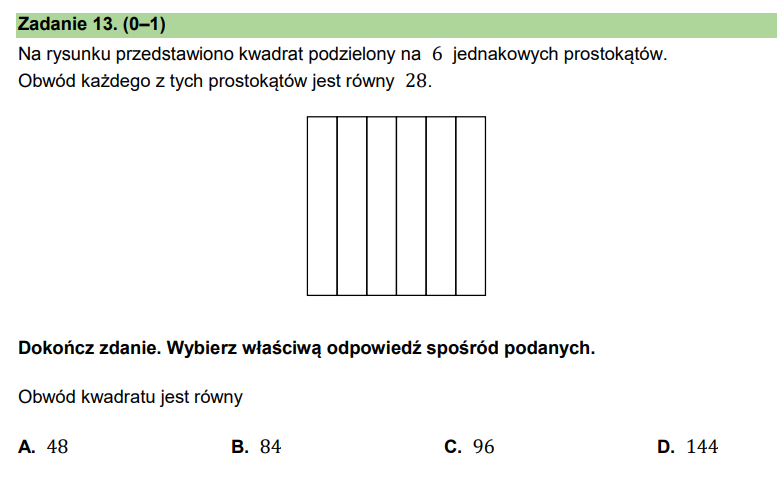 Zadanie 13. (0–1)
Na rysunku przedstawiono kwadrat podzielony na 6 jednakowych prostokątów.
Obwód każdego z tych prostokątów jest równy 28.
Dokończ zdanie. Wybierz właściwą odpowiedź spośród podanych.
Obwód kwadratu jest równy
A. 48 B. 84 C. 96 D. 144